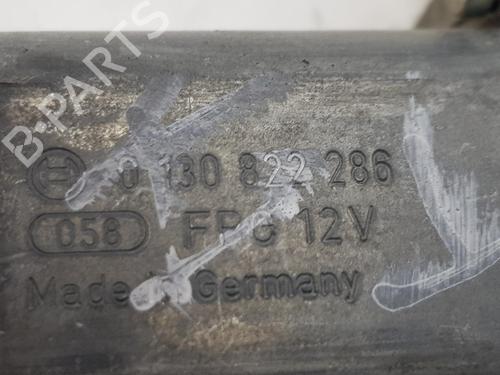 B-PARTS
0 130 822 286
058 FPG 12V
Made in Germany